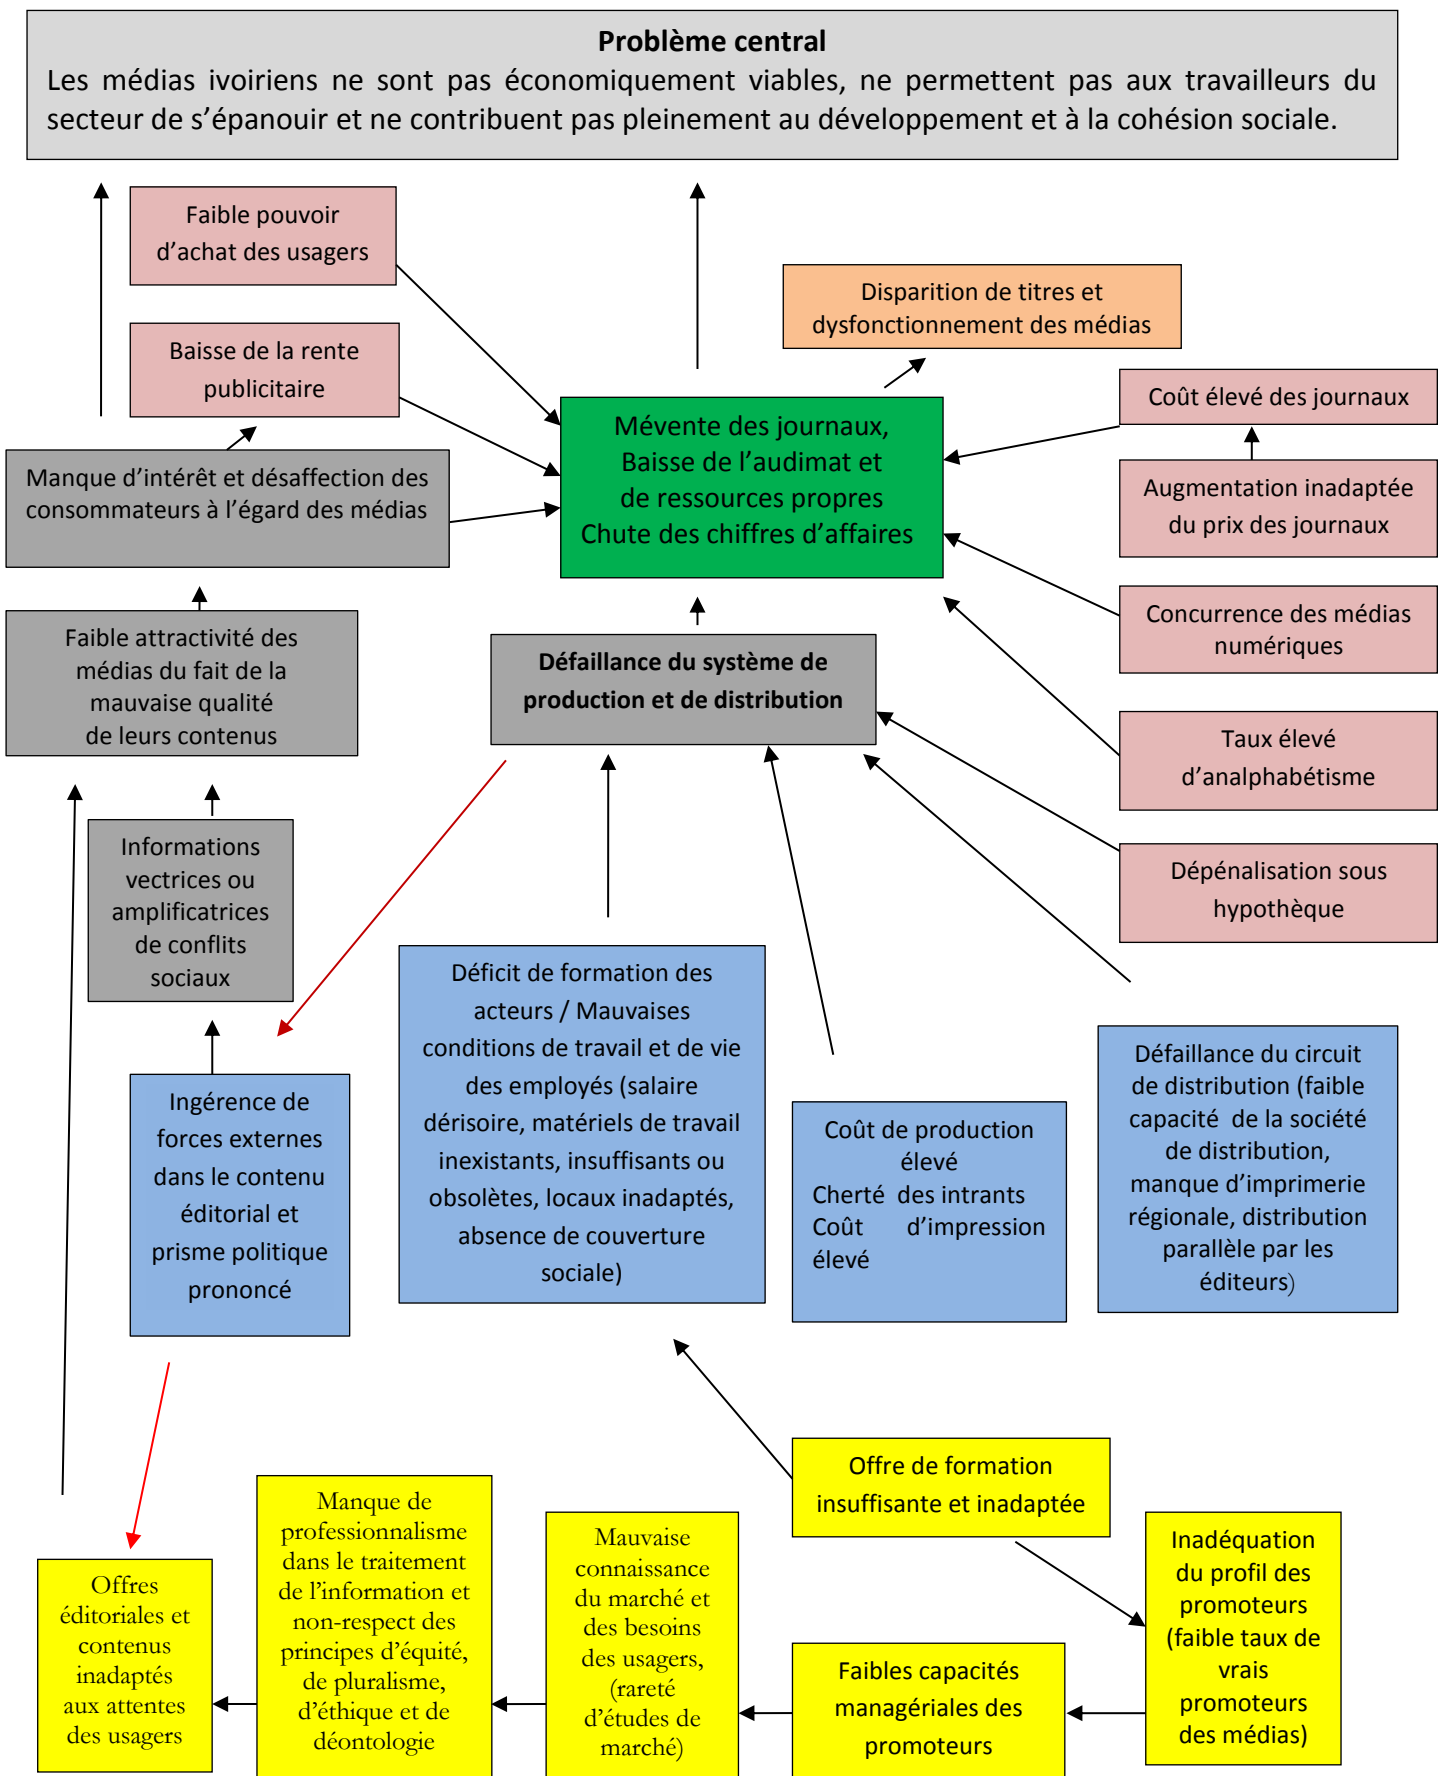 Problème central
Les médias ivoiriens ne sont pas économiquement viables, ne permettent pas aux travailleurs du
secteur de s’épanouir et ne contribuent pas pleinement au développement et à la cohésion sociale.
Faible pouvoir
d’achat des usagers
Disparition de titres et
dysfonctionnement des médias
Baisse de la rente
publicitaire
Coût élevé des journaux
Mévente des journaux,
Baisse de l’audimat et
de ressources propres
Chute des chiffres d’affaires
Manque d’intérêt et désaffection des
consommateurs à l’égard des médias
Augmentation inadaptée
du prix des journaux
Concurrence des médias
numériques
Faible attractivité des
médias du fait de la
mauvaise qualité
de leurs contenus
Défaillance du système de
production et de distribution
Taux élevé
d’analphabétisme
Informations
vectrices ou
amplificatrices
de conflits
sociaux
Dépénalisation sous
hypothèque
Déficit de formation des
acteurs / Mauvaises
conditions de travail et de vie
des employés (salaire
dérisoire, matériels de travail
inexistants, insuffisants ou
obsolètes, locaux inadaptés,
absence de couverture
sociale)
Défaillance du circuit
de distribution (faible
capacité de la société
de distribution,
manque d’imprimerie
régionale, distribution
parallèle par les
éditeurs)
Ingérence de
forces externes
dans le contenu
éditorial et
prisme politique
prononcé
Coût de production
élevé
Cherté des intrants
Coût d’impression
élevé
Offre de formation
insuffisante et inadaptée
Manque de
professionnalisme
dans le traitement
de l’information et
non-respect des
principes d’équité,
de pluralisme,
d’éthique et de
déontologie
Mauvaise
connaissance
du marché et
des besoins
des usagers,
(rareté
d’études de
marché)
Inadéquation
du profil des
promoteurs
(faible taux de
vrais
promoteurs
des médias)
Offres
éditoriales et
contenus
inadaptés
aux attentes
des usagers
Faibles capacités
managériales des
promoteurs